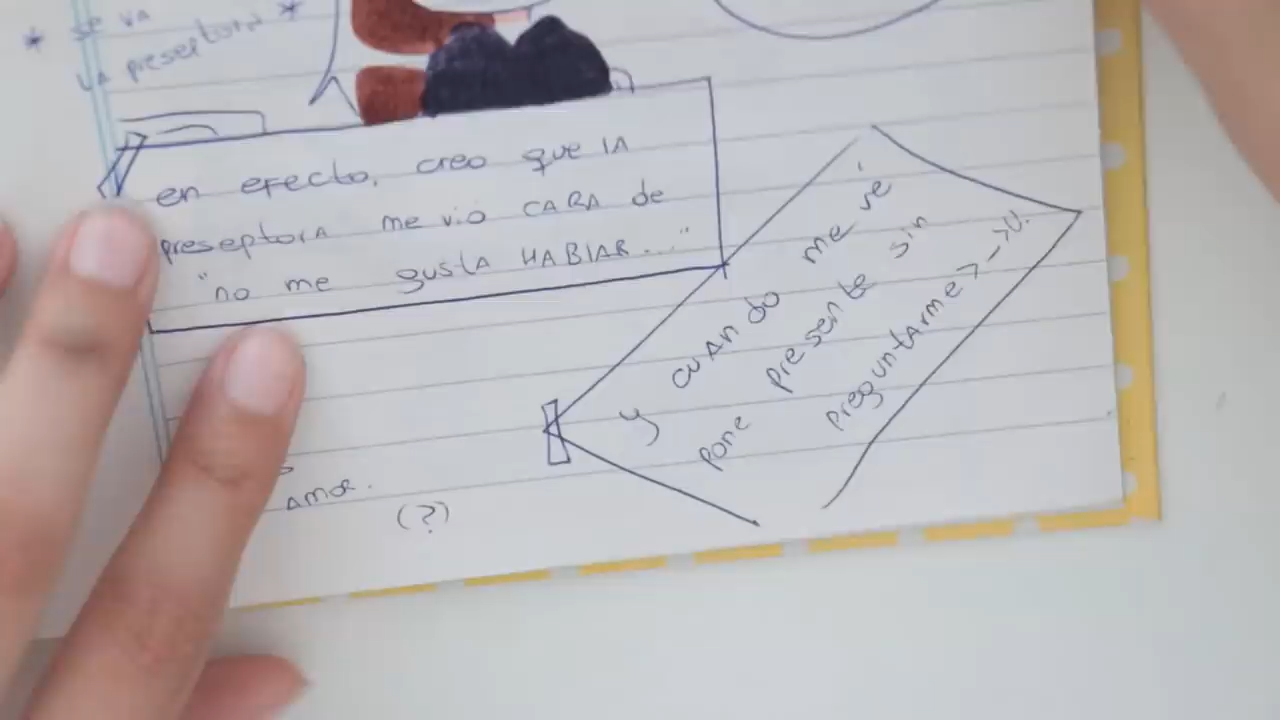 * se va
la preseptora *
en efecto, creo que la
preseptora me vio CARA de
"no me gusta HABlAR..."
y cuando me vé
pone presente sin
preguntarme >->U.
amor.
(?)